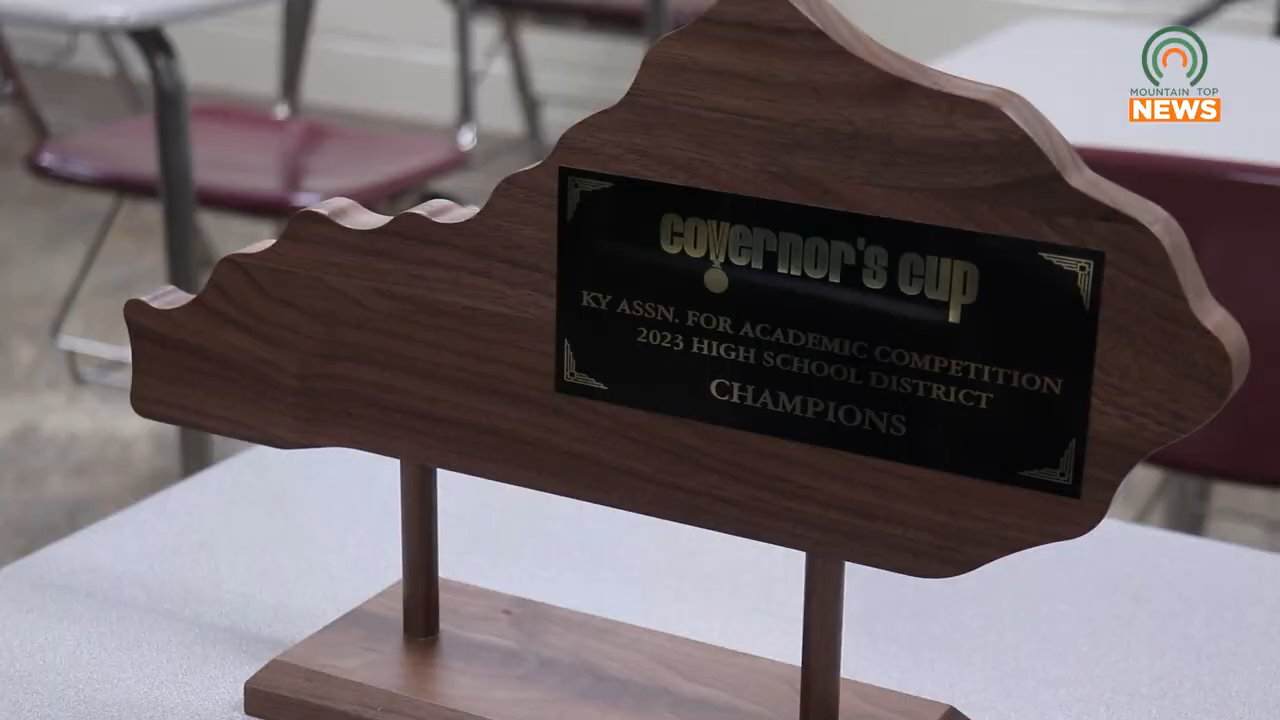 MOUNTAIN TOP
NEWS
GOVERNOR'S CUP
KY ASSN. FOR ACADEMIC COMPETITION
2023 HIGH SCHOOL DISTRICT
CHAMPIONS